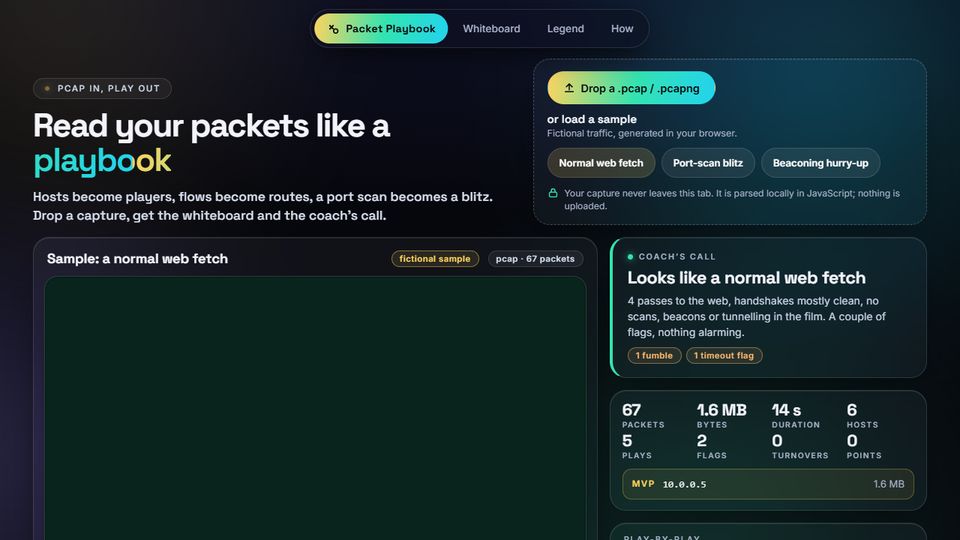 Packet Playbook
Whiteboard
Legend
How
PCAP IN, PLAY OUT
Read your packets like a
playbook
Hosts become players, flows become routes, a port scan becomes a blitz.
Drop a capture, get the whiteboard and the coach's call.
Drop a .pcap / .pcapng
or load a sample
Fictional traffic, generated in your browser.
Normal web fetch
Port-scan blitz
Beaconing hurry-up
Your capture never leaves this tab. It is parsed locally in JavaScript; nothing is
uploaded.
Sample: a normal web fetch
fictional sample
pcap · 67 packets
COACH'S CALL
Looks like a normal web fetch
4 passes to the web, handshakes mostly clean, no
scans, beacons or tunnelling in the film. A couple of
flags, nothing alarming.
1 fumble
1 timeout flag
67 1.6 MB 14 s 6
PACKETS BYTES DURATION HOSTS
5 2 0 0
PLAYS FLAGS TURNOVERS POINTS
MVP 10.0.0.5 1.6 MB
PLAY-BY-PLAY